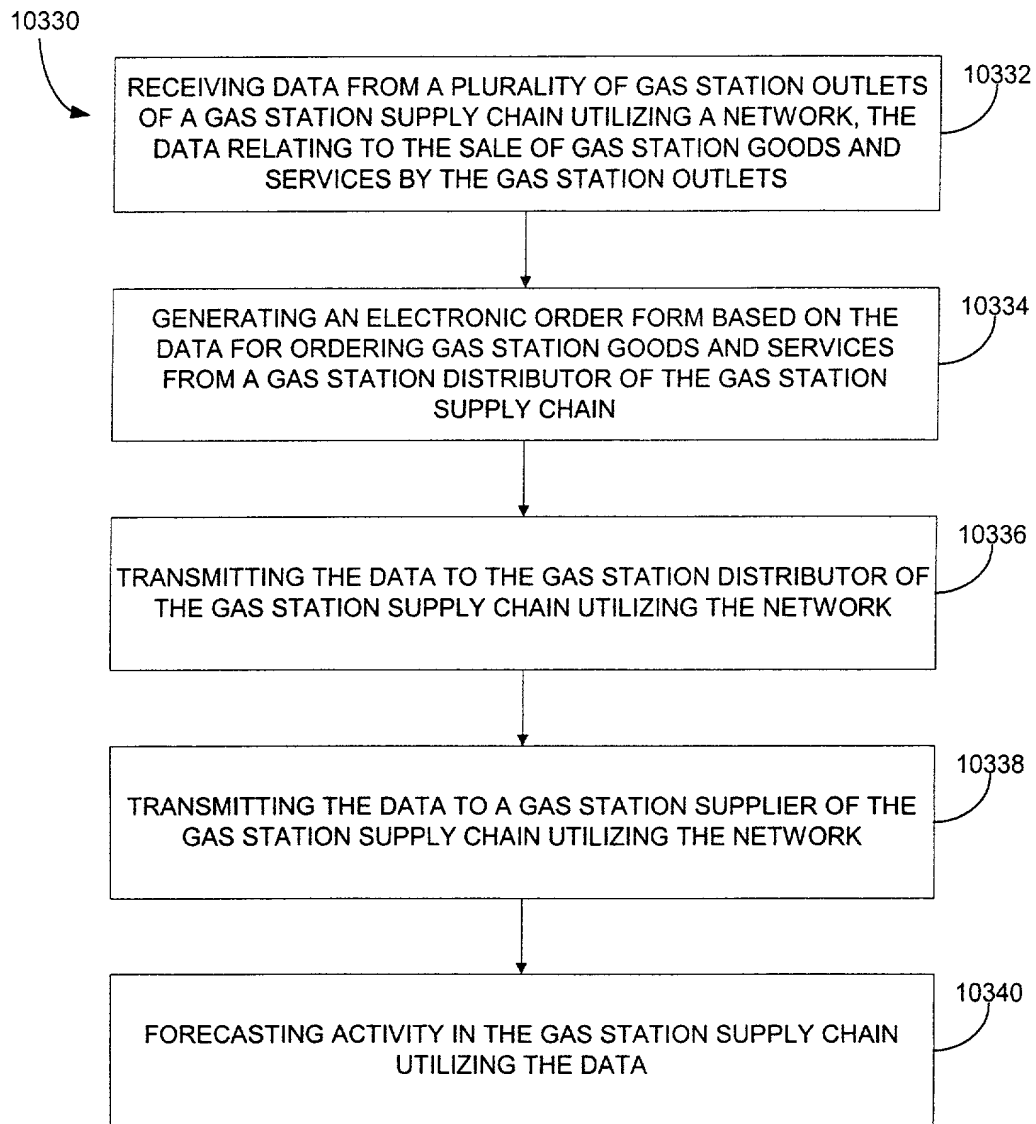 10330
10332
RECEIVING DATA FROM A PLURALITY OF GAS STATION OUTLETS
OF A GAS STATION SUPPLY CHAIN UTILIZING A NETWORK, THE
DATA RELATING TO THE SALE OF GAS STATION GOODS AND
SERVICES BY THE GAS STATION OUTLETS
10334
GENERATING AN ELECTRONIC ORDER FORM BASED ON THE
DATA FOR ORDERING GAS STATION GOODS AND SERVICES
FROM A GAS STATION DISTRIBUTOR OF THE GAS STATION
SUPPLY CHAIN
10336
TRANSMITTING THE DATA TO THE GAS STATION DISTRIBUTOR OF
THE GAS STATION SUPPLY CHAIN UTILIZING THE NETWORK
10338
TRANSMITTING THE DATA TO A GAS STATION SUPPLIER OF THE
GAS STATION SUPPLY CHAIN UTILIZING THE NETWORK
10340
FORECASTING ACTIVITY IN THE GAS STATION SUPPLY CHAIN
UTILIZING THE DATA